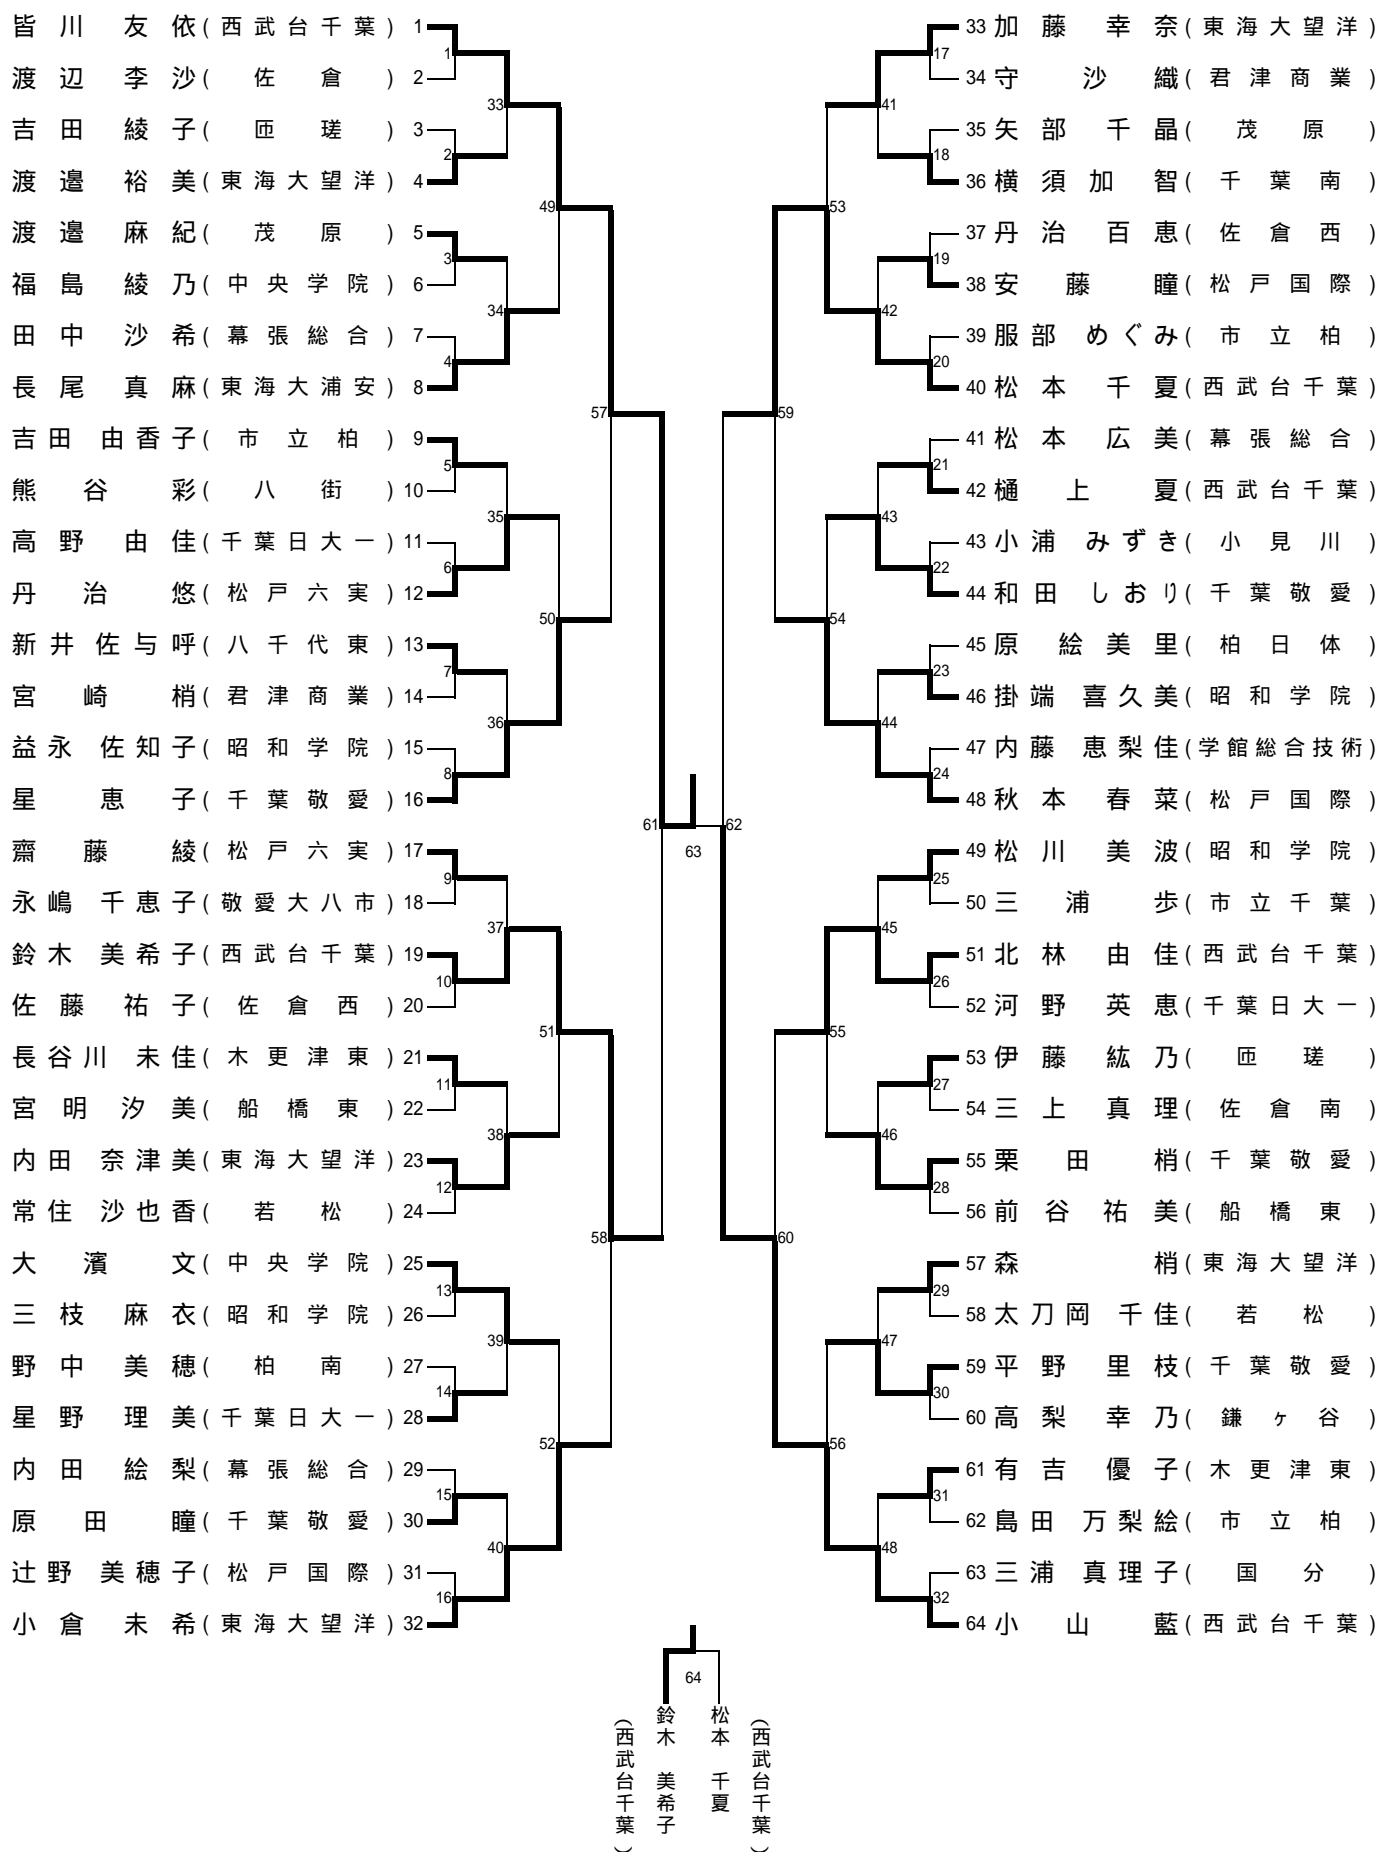 皆川 友依(西武台千葉) 1
渡辺 李沙(佐倉) 2
吉田 綾子(匝瑳) 3
渡邉 裕美(東海大望洋) 4
渡邉 麻紀(茂原) 5
福島 綾乃(中央学院) 6
田中 沙希(幕張総合) 7
長尾 真麻(東海大浦安) 8
吉田 由香子(市立柏) 9
熊谷 彩(八街) 10
高野 由佳(千葉日大一) 11
丹治 悠(松戸六実) 12
新井 佐与呼(八千代東) 13
宮崎 梢(君津商業) 14
益永 佐知子(昭和学院) 15
星 恵子(千葉敬愛) 16
齋藤 綾(松戸六実) 17
永嶋 千恵子(敬愛大八市) 18
鈴木 美希子(西武台千葉) 19
佐藤 祐子(佐倉西) 20
長谷川 未佳(木更津東) 21
宮明 汐美(船橋東) 22
内田 奈津美(東海大望洋) 23
常住 沙也香(若松) 24
大濱 文(中央学院) 25
三枝 麻衣(昭和学院) 26
野中 美穂(柏南) 27
星野 理美(千葉日大一) 28
内田 絵梨(幕張総合) 29
原田 瞳(千葉敬愛) 30
辻野 美穂子(松戸国際) 31
小倉 未希(東海大望洋) 32
1
2
3
4
5
6
7
8
9
10
11
12
13
14
15
16
33
34
35
36
37
38
39
40
49
50
51
52
57
58
61
63
62
59
60
53
54
55
56
41
42
43
44
45
46
47
48
17
18
19
20
21
22
23
24
25
26
27
28
29
30
31
32
33 加藤 幸奈(東海大望洋)
34 守 沙織(君津商業)
35 矢部 千晶(茂原)
36 横須加 智(千葉南)
37 丹治 百恵(佐倉西)
38 安藤 瞳(松戸国際)
39 服部 めぐみ(市立柏)
40 松本 千夏(西武台千葉)
41 松本 広美(幕張総合)
42 樋上 夏(西武台千葉)
43 小浦 みずき(小見川)
44 和田 しおり(千葉敬愛)
45 原 絵美里(柏日体)
46 掛端 喜久美(昭和学院)
47 内藤 恵梨佳(学館総合技術)
48 秋本 春菜(松戸国際)
49 松川 美波(昭和学院)
50 三浦 歩(市立千葉)
51 北林 由佳(西武台千葉)
52 河野 英恵(千葉日大一)
53 伊藤 紘乃(匝瑳)
54 三上 真理(佐倉南)
55 栗田 梢(千葉敬愛)
56 前谷 祐美(船橋東)
57 森 梢(東海大望洋)
58 太刀岡 千佳(若松)
59 平野 里枝(千葉敬愛)
60 高梨 幸乃(鎌ヶ谷)
61 有吉 優子(木更津東)
62 島田 万梨絵(市立柏)
63 三浦 真理子(国分)
64 小山 藍(西武台千葉)
64
(西武台千葉)
鈴木 美希子
松本 千夏
(西武台千葉)